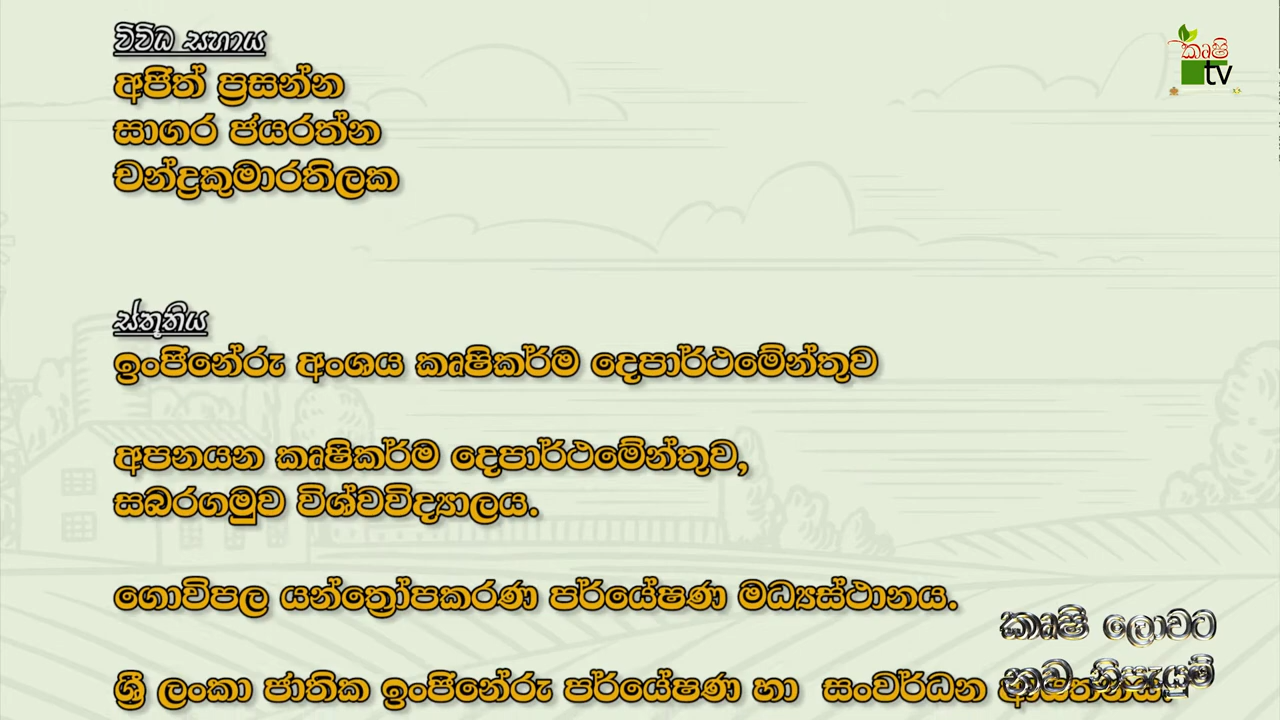 විවිධ සහාය
අජිත් ප්‍රසන්න
සාගර ජයරත්න
චන්ද්‍රකුමාරතිලක
ස්තූතිය
ඉංජිනේරු අංශය කෘෂිකර්ම දෙපාර්ථමේන්තුව
අපනයන කෘෂිකර්ම දෙපාර්ථමේන්තුව,
සබරගමුව විශ්වවිද්‍යාලය.
ගොවිපල යන්ත්‍රෝපකරණ පර්යේෂණ මධ්‍යස්ථානය.
ශ්‍රී ලංකා ජාතික ඉංජිනේරු පර්යේෂණ හා සංවර්ධන
කෘෂි tv
කෘෂි ලොවට
නව නිපැයුම්